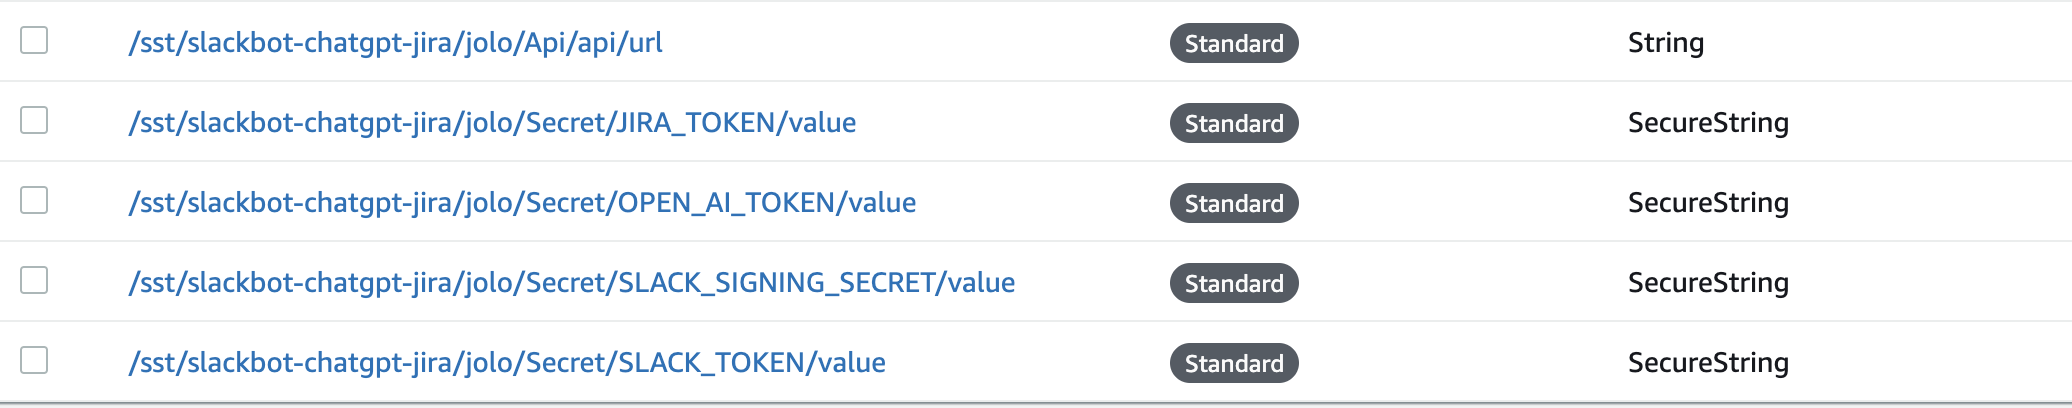 /sst/slackbot-chatgpt-jira/jolo/Api/api/url Standard String
/sst/slackbot-chatgpt-jira/jolo/Secret/JIRA_TOKEN/value Standard SecureString
/sst/slackbot-chatgpt-jira/jolo/Secret/OPEN_AI_TOKEN/value Standard SecureString
/sst/slackbot-chatgpt-jira/jolo/Secret/SLACK_SIGNING_SECRET/value Standard SecureString
/sst/slackbot-chatgpt-jira/jolo/Secret/SLACK_TOKEN/value Standard SecureString